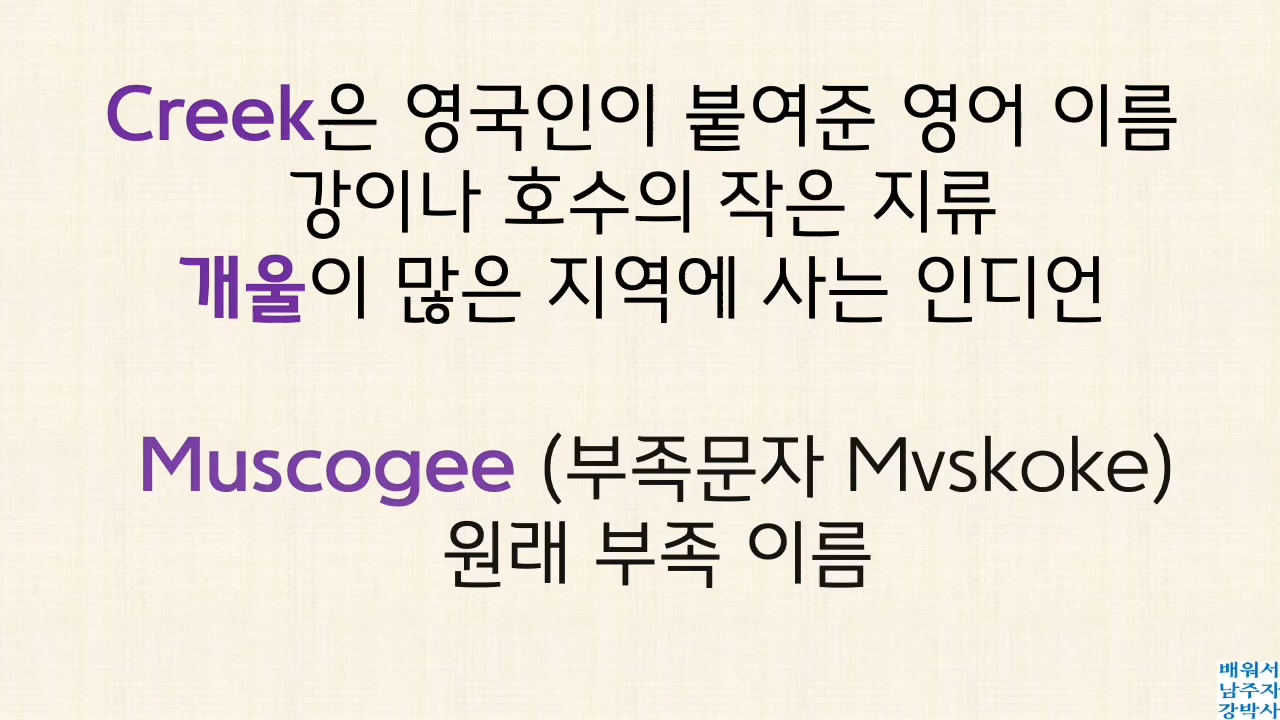 Creek은 영국인이 붙여준 영어 이름
강이나 호수의 작은 지류
개울이 많은 지역에 사는 인디언
Muscogee (부족문자 Mvskoke)
원래 부족 이름
배워서
남주자
강박사